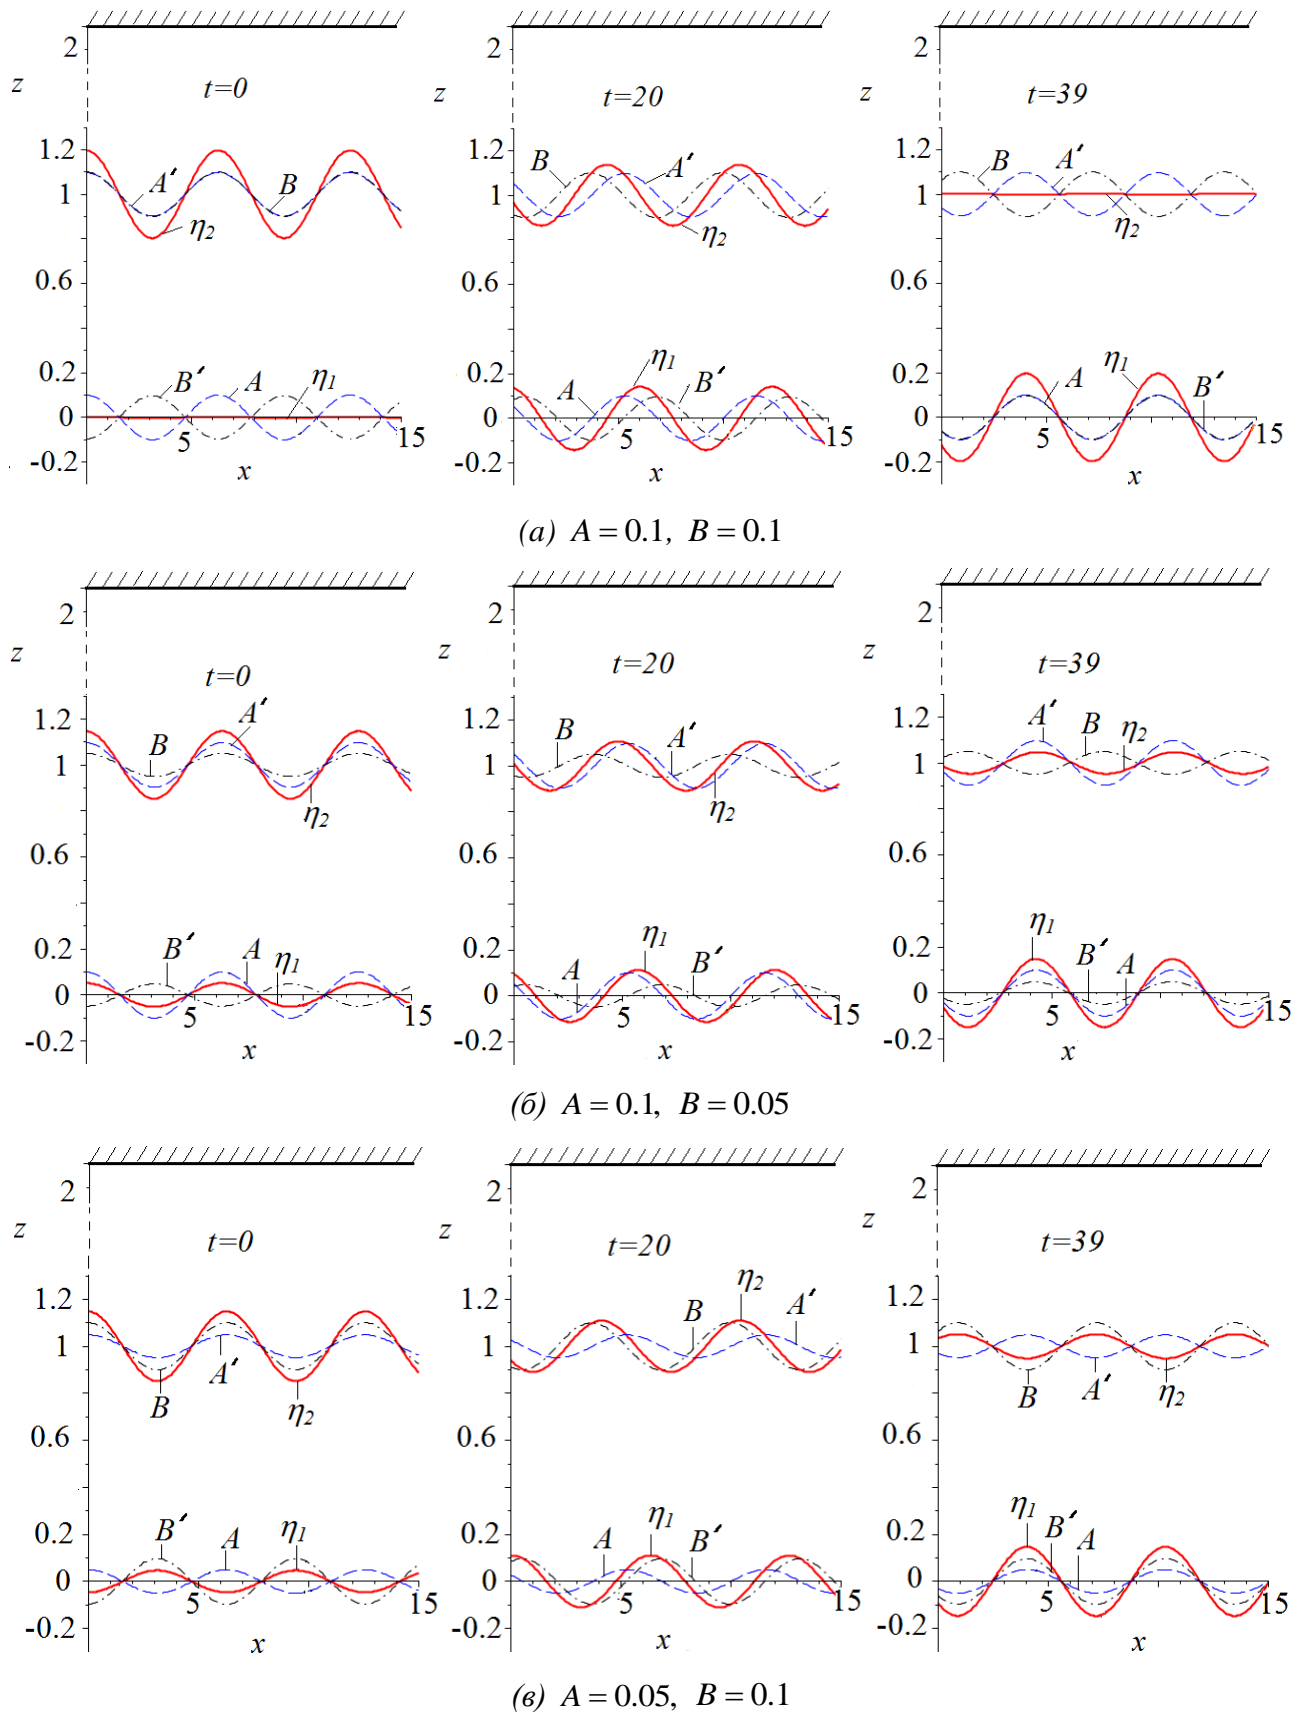 2 2 2
z t=0 z t=20 z t=39
1.2 A′ B η2 1.2 B A′ η2 1.2 B A′ η2
1 1 1
0.6 0.6 0.6
0.2 B′ A η1 0.2 A η1 B′ 0.2 η1 A B′
0 5 15 0 5 15 0 5 15
-0.2 x -0.2 x -0.2 x
(а) A = 0.1, B = 0.1
2 2 2
z t=0 z t=20 z t=39
1.2 B A′ η2 1.2 B A′ η2 1.2 A′ B η2
1 1 1
0.6 0.6 0.6
0.2 B′ A η1 0.2 A η1 B′ 0.2 η1 B′ A
0 5 15 0 5 15 0 5 15
-0.2 x -0.2 x -0.2 x
(б) A = 0.1, B = 0.05
2 2 2
z t=0 z t=20 z t=39
1.2 1.2 B η2 A′ 1.2
1 B A′ η2 1 1 B A′ η2
0.6 0.6 0.6
0.2 B′ A η1 0.2 A η1 B′ 0.2 η1 B′ A
0 5 15 0 5 15 0 5 15
-0.2 x -0.2 x -0.2 x
(в) A = 0.05, B = 0.1